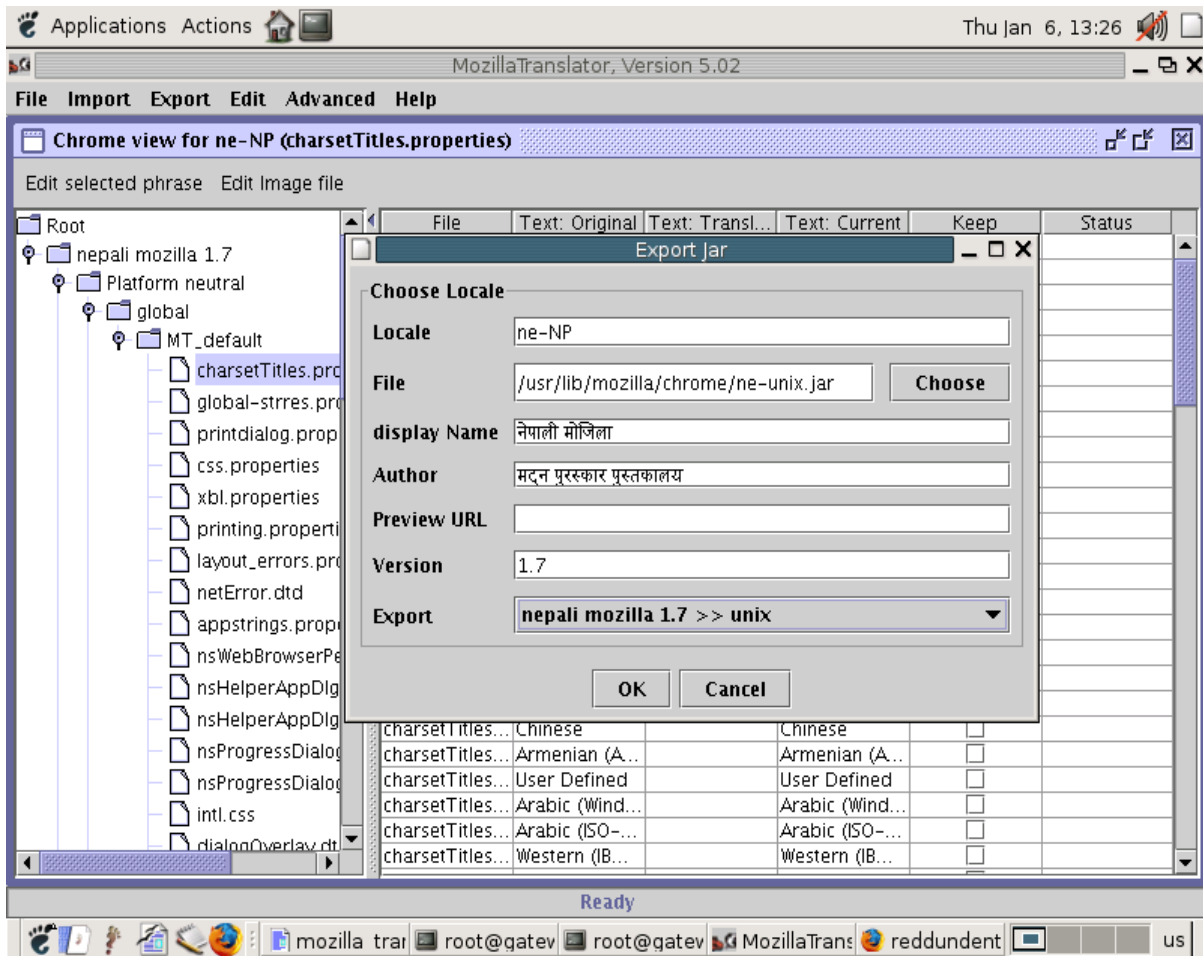 Applications Actions Thu Jan 6, 13:26
MozillaTranslator, Version 5.02
File Import Export Edit Advanced Help
Chrome view for ne-NP (charsetTitles.properties)
Edit selected phrase Edit Image file
Root
nepali mozilla 1.7
Platform neutral
global
MT_default
charsetTitles.pro
global-strres.pro
printdialog.prop
css.properties
xbl.properties
printing.properti
layout_errors.pro
netError.dtd
appstrings.prop
nsWebBrowserPe
nsHelperAppDlg
nsHelperAppDlg
nsProgressDialog
nsProgressDialog
intl.css
dialogOverlay.dt
File Text: Original Text: Transl... Text: Current Keep Status
Export Jar
Choose Locale
Locale ne-NP
File /usr/lib/mozilla/chrome/ne-unix.jar Choose
display Name नेपाली मोजिला
Author मदन पुरस्कार पुस्तकालय
Preview URL
Version 1.7
Export nepali mozilla 1.7 >> unix
OK Cancel
charsetTitles... Chinese Chinese
charsetTitles... Armenian (A... Armenian (A...
charsetTitles... User Defined User Defined
charsetTitles... Arabic (Wind... Arabic (Wind...
charsetTitles... Arabic (ISO-... Arabic (ISO-...
charsetTitles... Western (IB... Western (IB...
Ready
mozilla tran root@gatev root@gatev MozillaTrans reddundent us